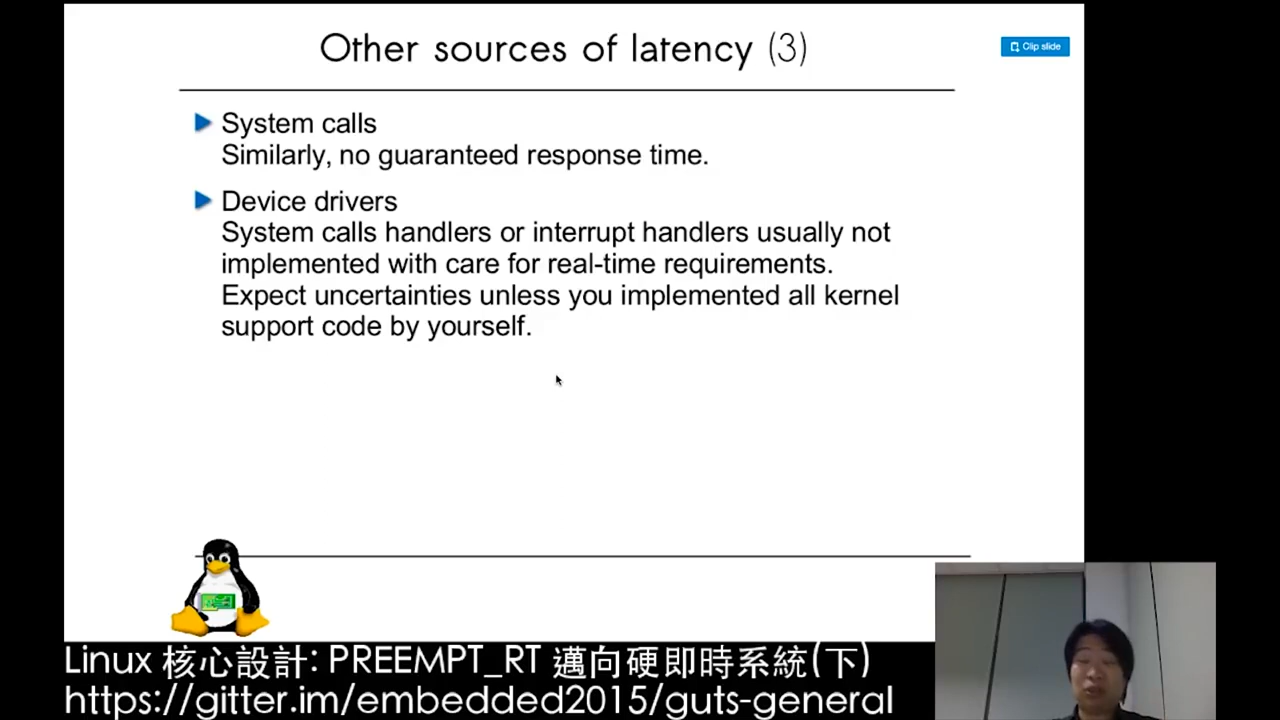 Other sources of latency (3)
Clip slide
System calls
Similarly, no guaranteed response time.
Device drivers
System calls handlers or interrupt handlers usually not
implemented with care for real-time requirements.
Expect uncertainties unless you implemented all kernel
support code by yourself.
Linux 核心設計: PREEMPT_RT 邁向硬即時系統(下)
https://gitter.im/embedded2015/guts-general